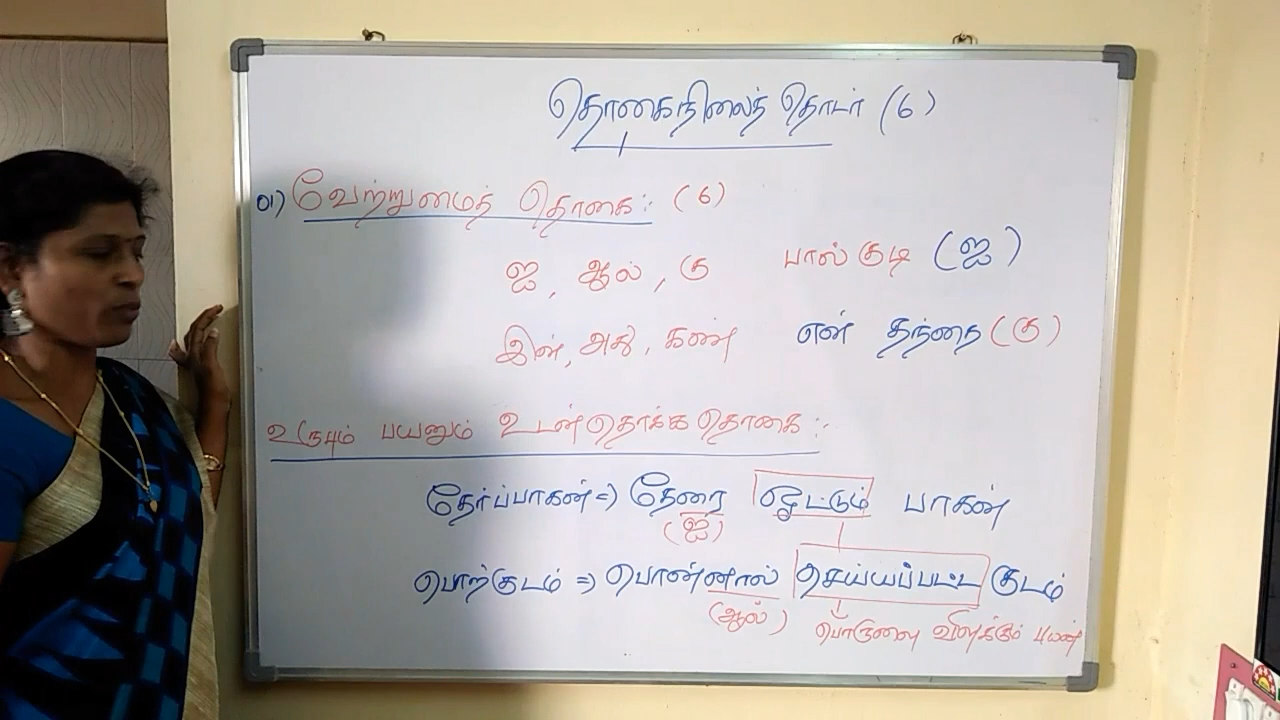 தொகைநிலைத் தொடர் (6)
01) வேற்றுமைத் தொகை: (6)
ஐ, ஆல், கு பால் குடி (ஐ)
இன், அது, கண் என் தந்தை (கு)
உருபும் பயனும் உடன்தொக்க தொகை:
தேர்ப்பாகன் => தேரை ஓட்டும் பாகன்
(ஐ)
பொற்குடம் => பொன்னால் செய்யப்பட்ட குடம்
(ஆல்) பொருளை விளக்கும் பயன்